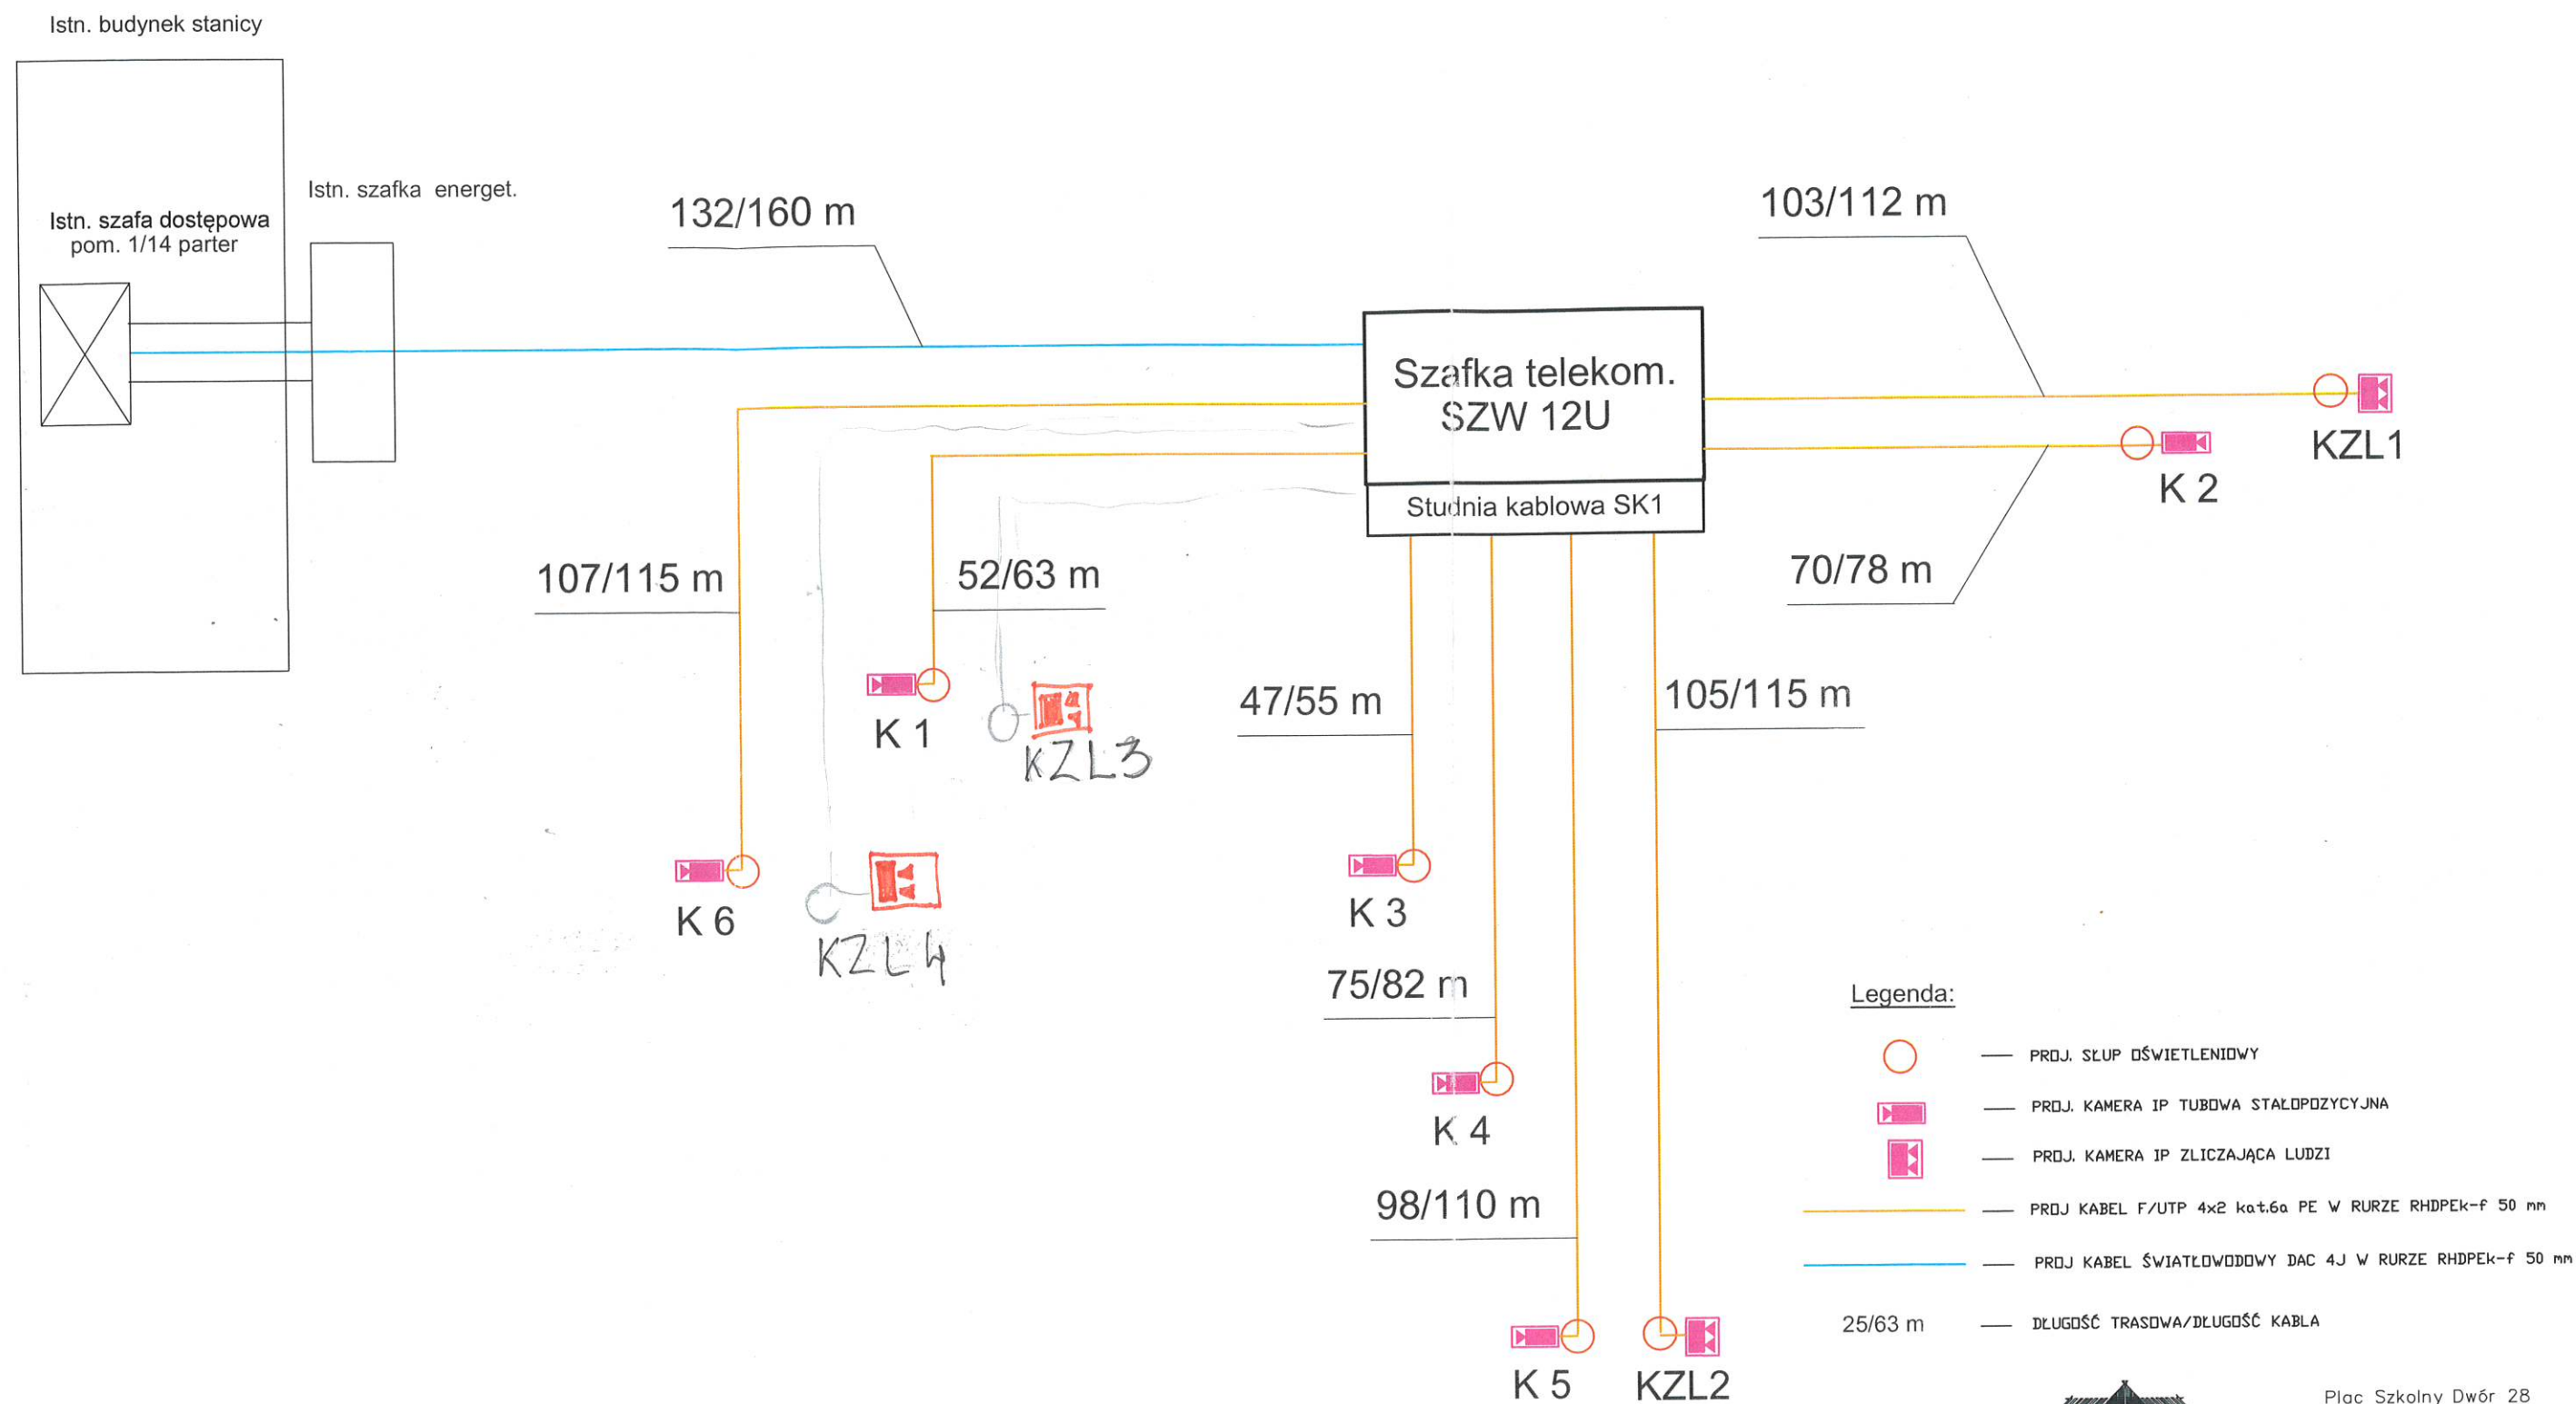 Istn. budynek stanicy
Istn. szafa dostępowa
pom. 1/14 parter
Istn. szafka energet.
132/160 m
103/112 m
Szafka telekom.
SZW 12U
Studnia kablowa SK1
KZL1
K 2
70/78 m
107/115 m
52/63 m
K 1
KZL3
K 6
KZL4
47/55 m
105/115 m
K 3
75/82 m
K 4
98/110 m
K 5
KZL2
Legenda:
— PROJ. SŁUP OŚWIETLENIOWY
— PROJ. KAMERA IP TUBOWA STAŁOPOZYCYJNA
— PROJ. KAMERA IP ZLICZAJĄCA LUDZI
— PROJ KABEL F/UTP 4x2 kat.6a PE W RURZE RHDPEk-f 50 mm
— PROJ KABEL ŚWIATŁOWODOWY DAC 4J W RURZE RHDPEk-f 50 mm
25/63 m — DŁUGOŚĆ TRASOWA/DŁUGOŚĆ KABLA
Plac Szkolny Dwór 28